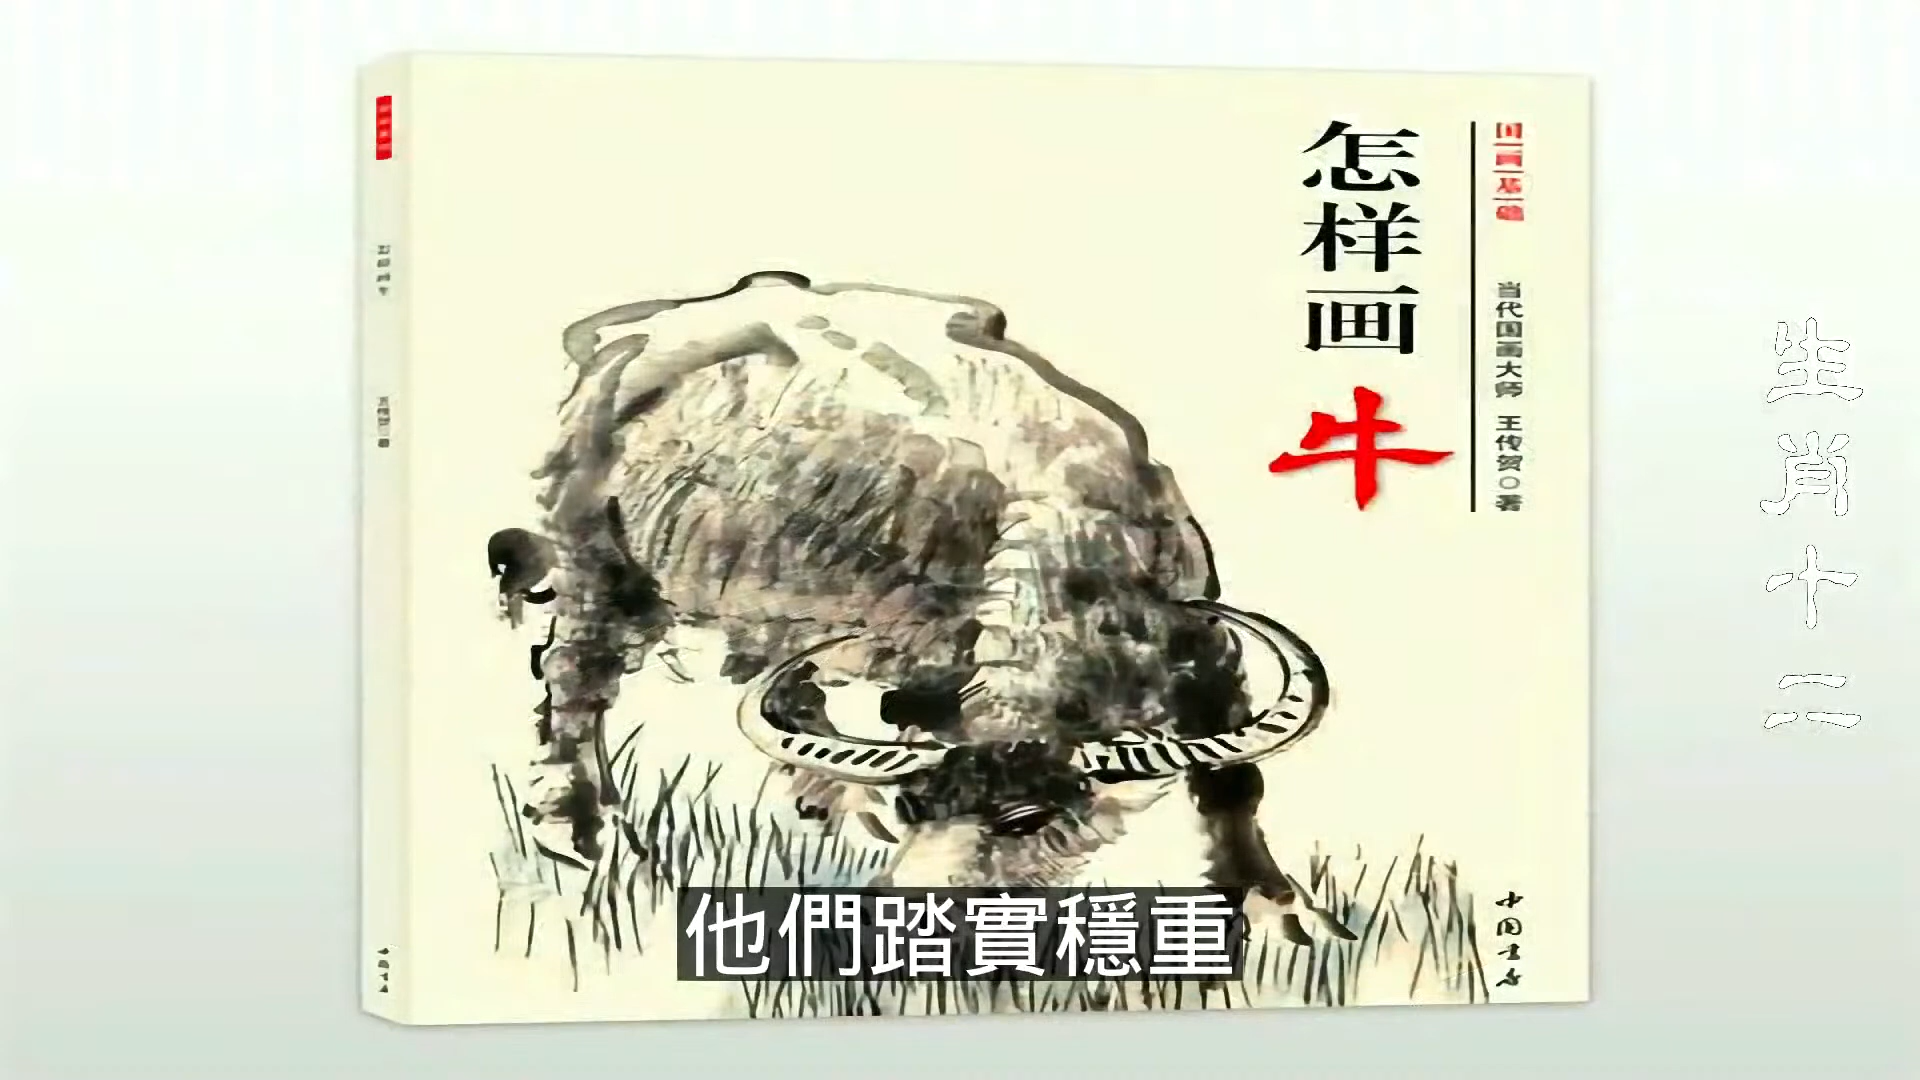 怎样画
牛
国画基础
当代国画大师 王传贺○著
生肖十二
他們踏實穩重
中国书店